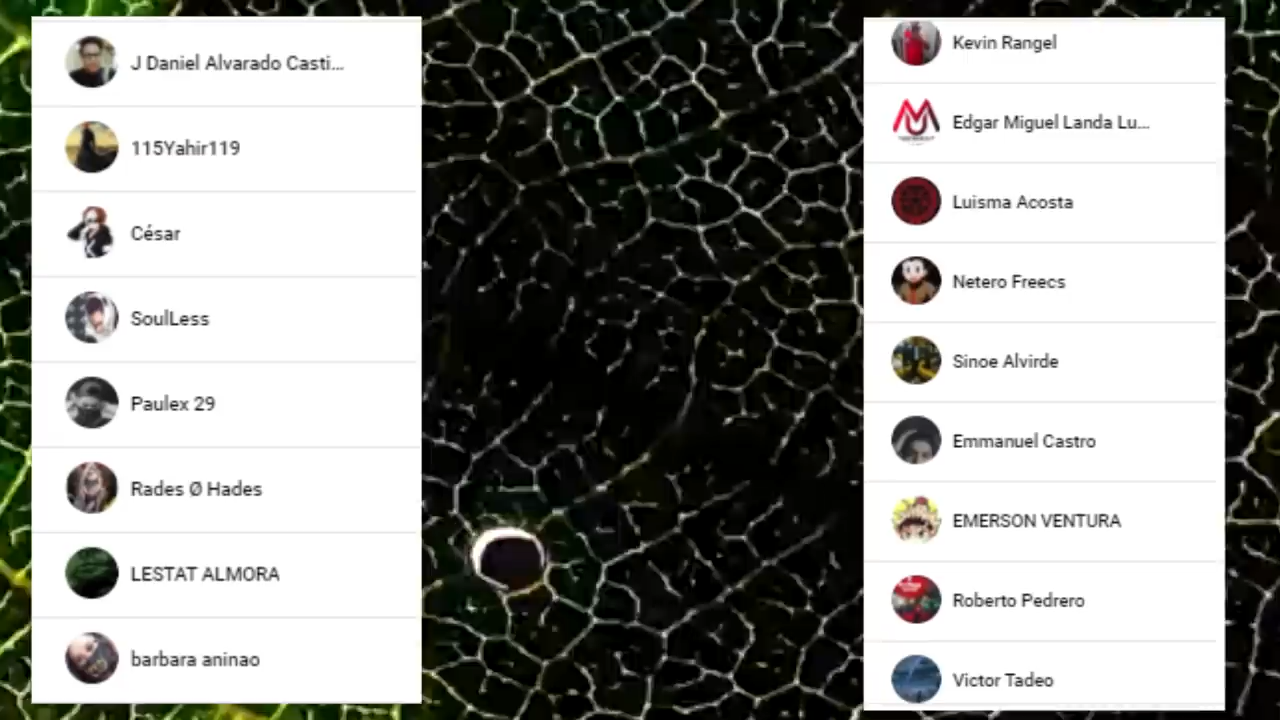 J Daniel Alvarado Casti...
115Yahir119
César
SoulLess
Paulex 29
Rades Ø Hades
LESTAT ALMORA
barbara aninao
Kevin Rangel
Edgar Miguel Landa Lu...
Luisma Acosta
Netero Freecs
Sinoe Alvirde
Emmanuel Castro
EMERSON VENTURA
Roberto Pedrero
Victor Tadeo